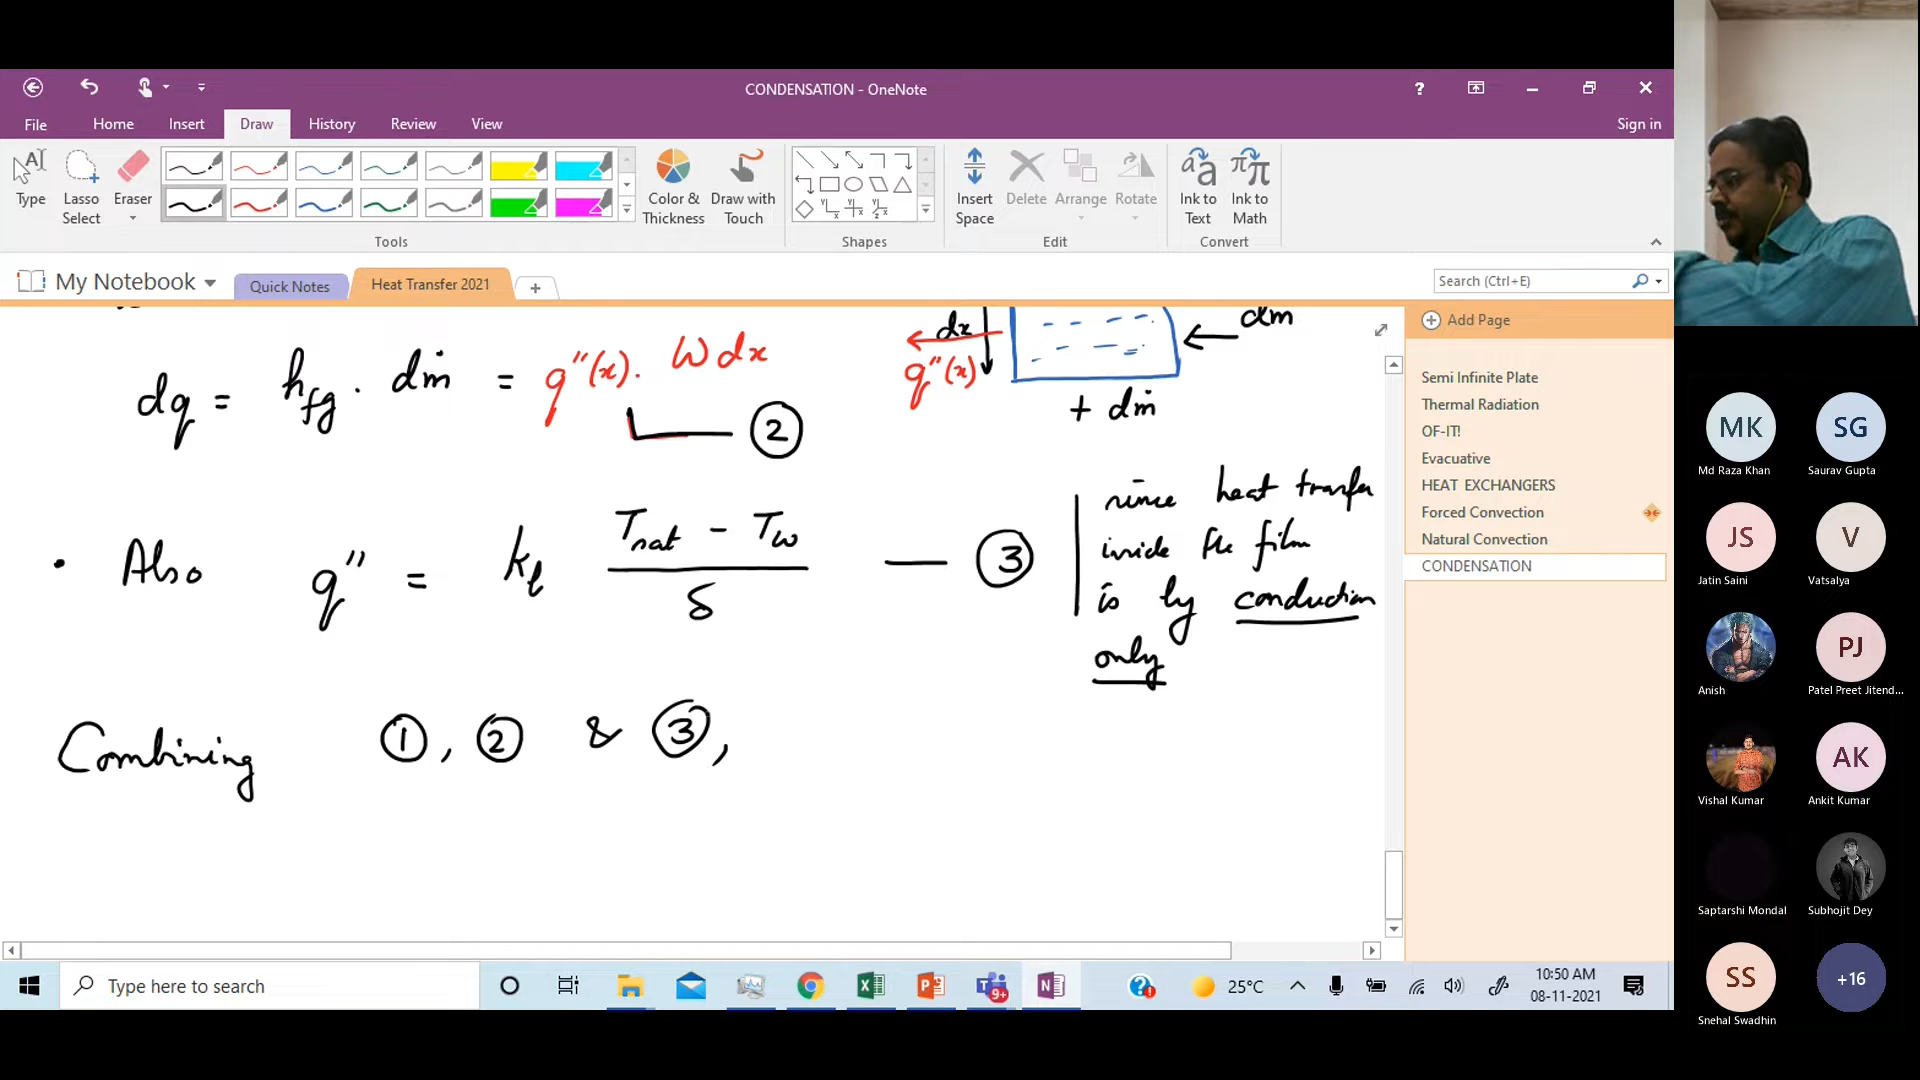 CONDENSATION - OneNote
?
File Home Insert Draw History Review View Sign in
Type
Lasso Select
Eraser
Color & Thickness
Draw with Touch
Insert Space
Delete
Arrange
Rotate
Ink to Text
Ink to Math
Tools Shapes Edit Convert
My Notebook Quick Notes Heat Transfer 2021 + Search (Ctrl+E)
dx dm
q"(x)
+ dṁ
dq = hfg . dṁ = q"(x). W dx
2
• Also q" = kl (Tsat - Tw) / δ — 3
since heat transfer
inside the film
is by conduction
only
Combining 1, 2 & 3,
Add Page
Semi Infinite Plate
Thermal Radiation
OF-IT!
Evacuative
HEAT EXCHANGERS
Forced Convection
Natural Convection
CONDENSATION
MK SG
Md Raza Khan Saurav Gupta
JS V
Jatin Saini Vatsalya
PJ
Anish Patel Preet Jitend...
AK
Vishal Kumar Ankit Kumar
Saptarshi Mondal Subhojit Dey
SS +16
Snehal Swadhin
Type here to search
9+
25°C
10:50 AM
08-11-2021